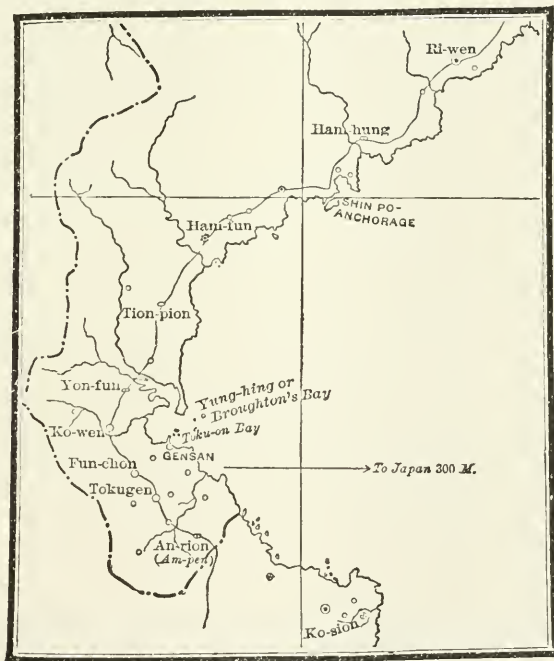 Ri-wen
Ham-hung
SHIN PO-
ANCHORAGE
Ham-fun
Tion-pion
Yung-hing or
Broughton's Bay
Yon-fun
Toku-on Bay
Ko-wen
GENSAN
Fun-chon
To Japan 300 M.
Tokugen
An-rion
(Am-pen)
Ko-sion